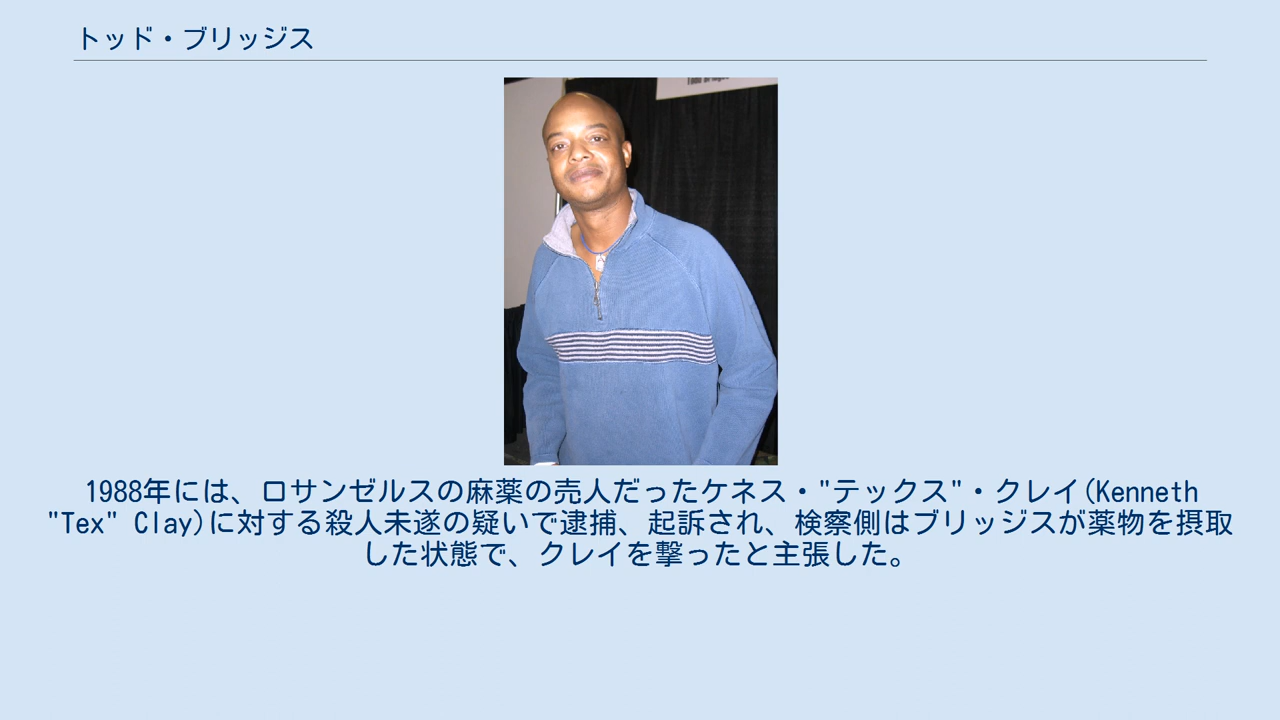 トッド・ブリッジス
1988年には、ロサンゼルスの麻薬の売人だったケネス・"テックス"・クレイ(Kenneth
"Tex" Clay)に対する殺人未遂の疑いで逮捕、起訴され、検察側はブリッジスが薬物を摂取
した状態で、クレイを撃ったと主張した。